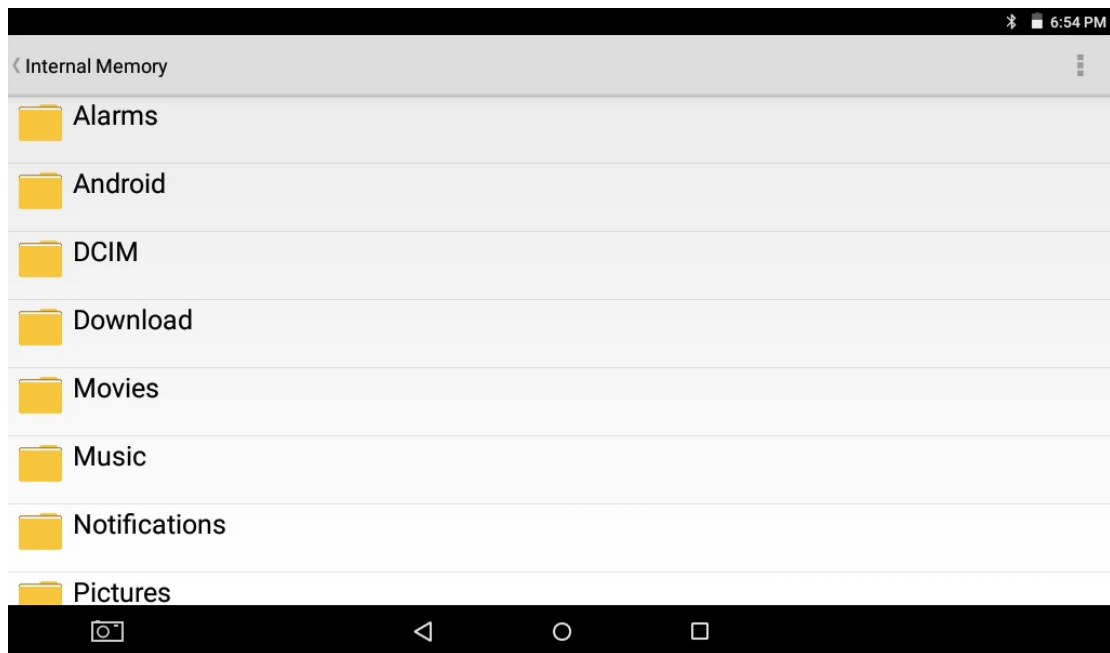 6:54 PM
Internal Memory
Alarms
Android
DCIM
Download
Movies
Music
Notifications
Pictures